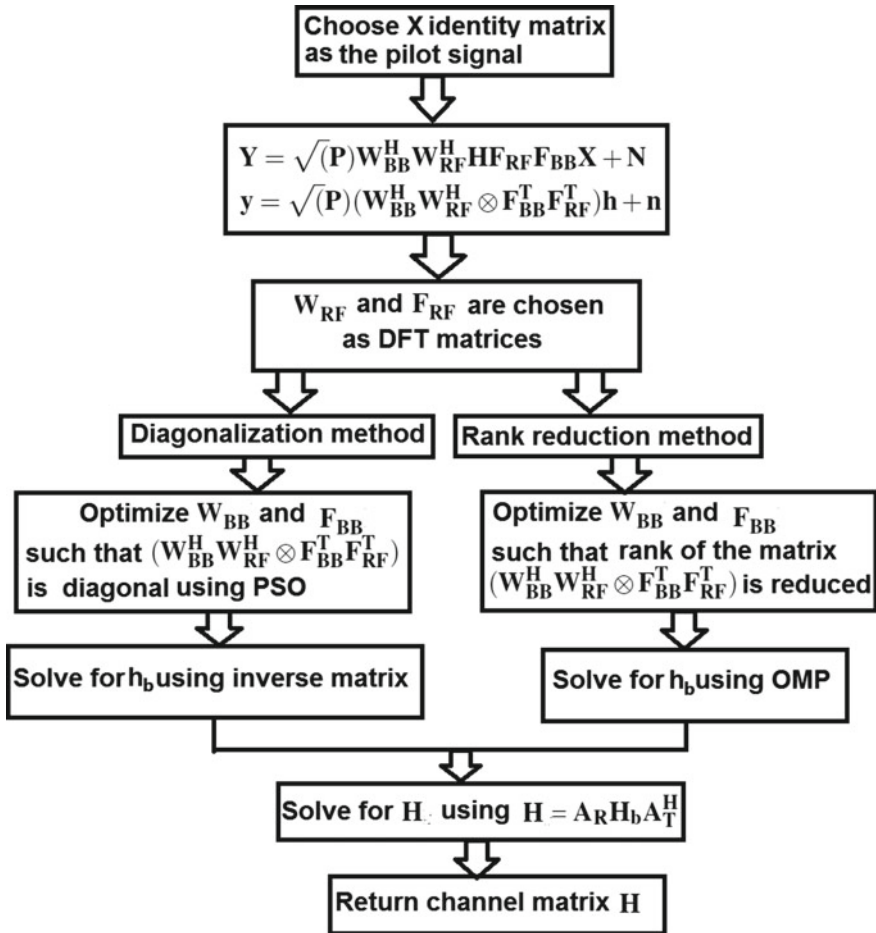 Choose X identity matrix
as the pilot signal
Y = √(P)W_BB^H W_RF^H HF_RF F_BB X + N
y = √(P)(W_BB^H W_RF^H ⊗ F_BB^T F_RF^T)h + n
W_RF and F_RF are chosen
as DFT matrices
Diagonalization method
Rank reduction method
Optimize W_BB and F_BB
such that (W_BB^H W_RF^H ⊗ F_BB^T F_RF^T)
is diagonal using PSO
Optimize W_BB and F_BB
such that rank of the matrix
(W_BB^H W_RF^H ⊗ F_BB^T F_RF^T) is reduced
Solve for h_b using inverse matrix
Solve for h_b using OMP
Solve for H using H = A_R H_b A_T^H
Return channel matrix H